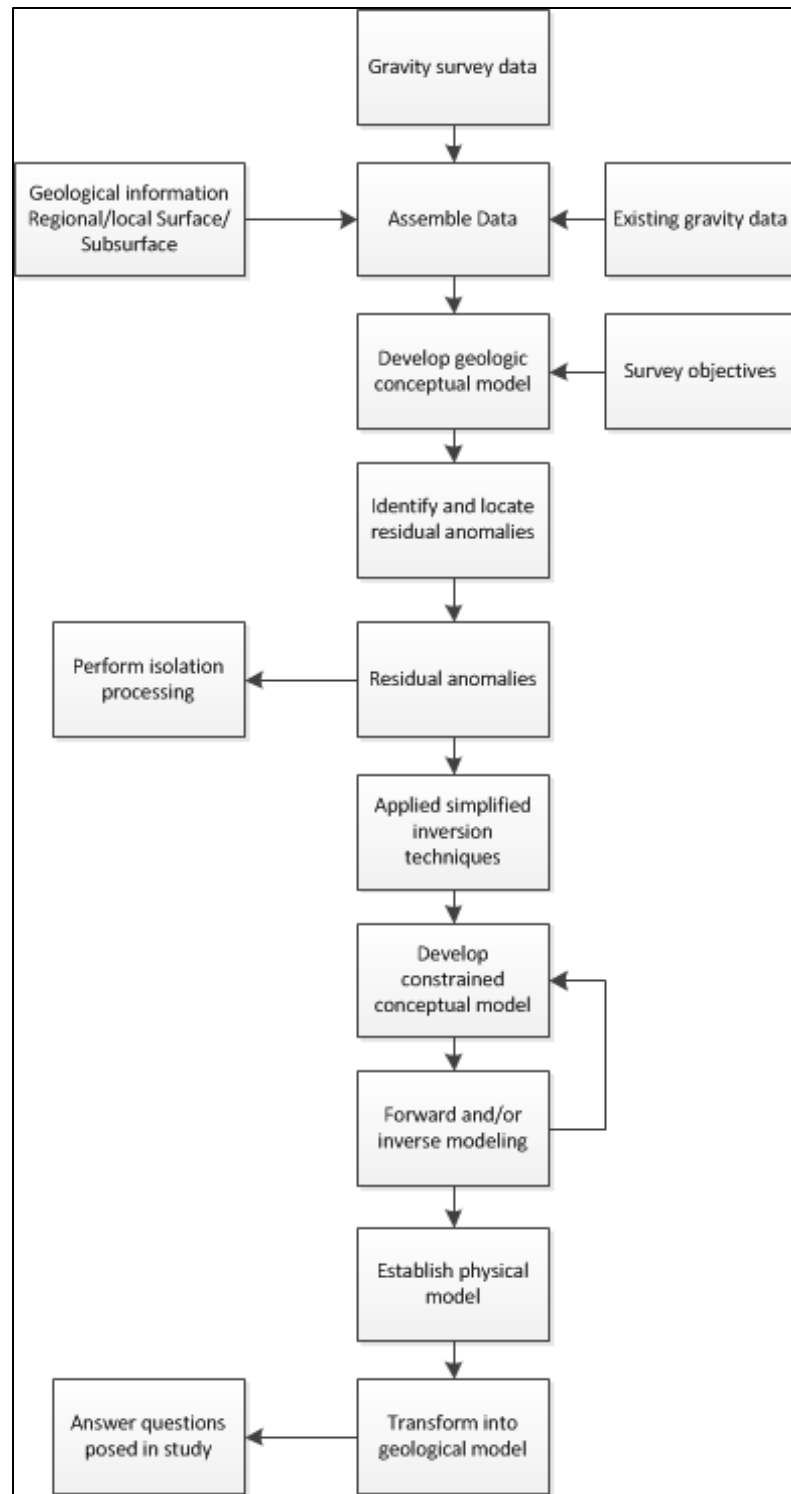 Gravity survey data
Geological information
Regional/local Surface/
Subsurface
Assemble Data
Existing gravity data
Develop geologic
conceptual model
Survey objectives
Identify and locate
residual anomalies
Perform isolation
processing
Residual anomalies
Applied simplified
inversion
techniques
Develop
constrained
conceptual model
Forward and/or
inverse modeling
Establish physical
model
Answer questions
posed in study
Transform into
geological model